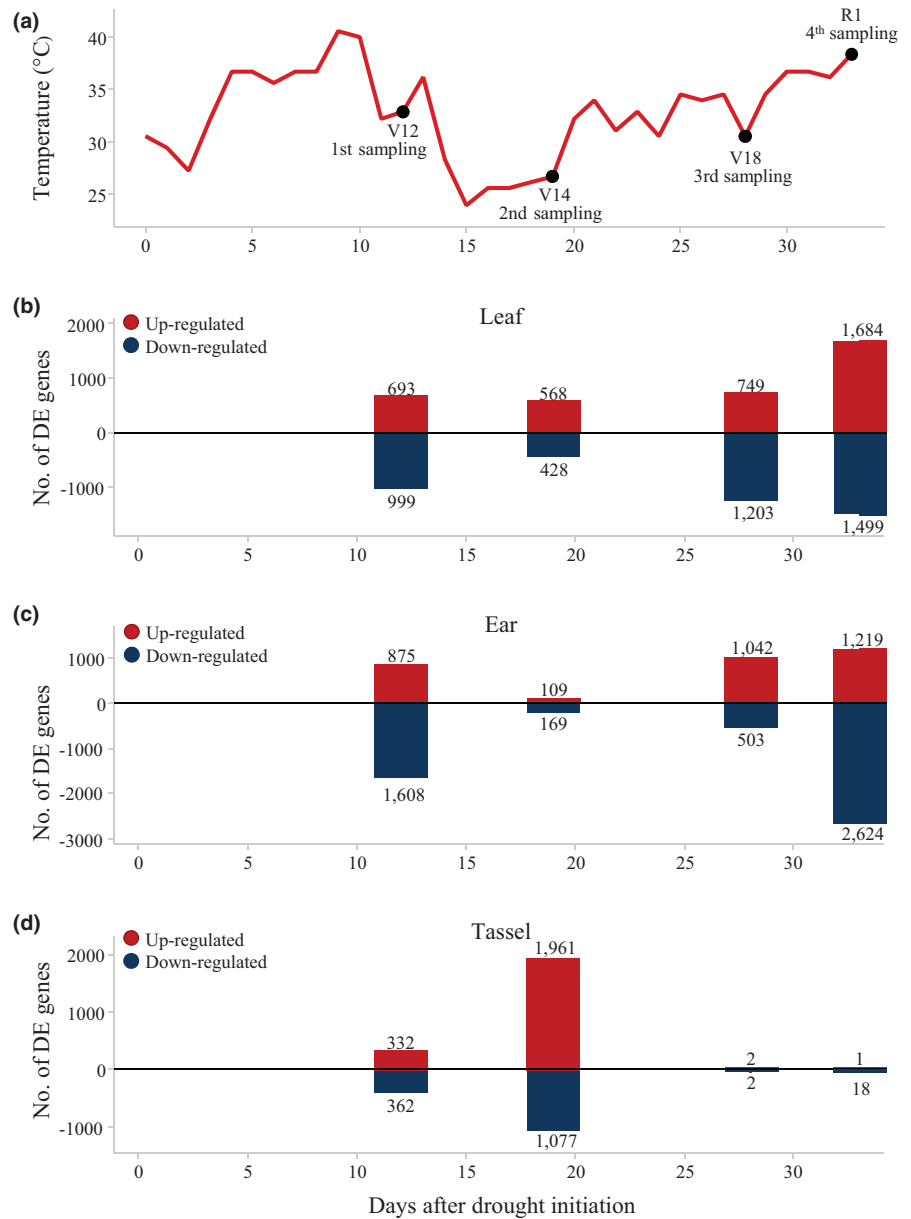 (a)
Temperature (°C)
40
35
30
25
V12
1st sampling
V14
2nd sampling
V18
3rd sampling
R1
4th sampling
0 5 10 15 20 25 30
(b)
Leaf
Up-regulated
Down-regulated
No. of DE genes
2000
1000
0
-1000
693 568 749 1,684
999 428 1,203 1,499
0 5 10 15 20 25 30
(c)
Ear
Up-regulated
Down-regulated
No. of DE genes
1000
0
-1000
-2000
-3000
875 109 1,042 1,219
1,608 169 503 2,624
0 5 10 15 20 25 30
(d)
Tassel
Up-regulated
Down-regulated
No. of DE genes
2000
1000
0
-1000
332 1,961 2 1
362 1,077 2 18
0 5 10 15 20 25 30
Days after drought initiation